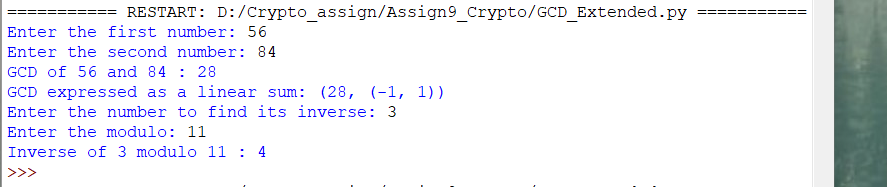 =========== RESTART: D:/Crypto_assign/Assign9_Crypto/GCD_Extended.py ===========
Enter the first number: 56
Enter the second number: 84
GCD of 56 and 84 : 28
GCD expressed as a linear sum: (28, (-1, 1))
Enter the number to find its inverse: 3
Enter the modulo: 11
Inverse of 3 modulo 11 : 4
>>>